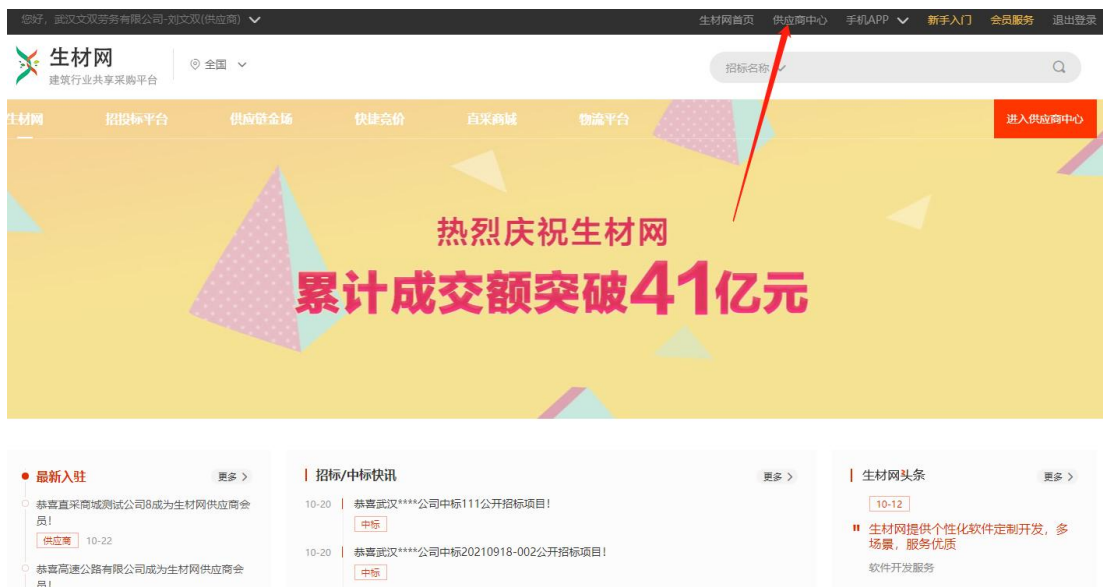 您好，武汉文双劳务有限公司-刘文双(供应商)
生材网首页 供应商中心 手机APP 新手入门 会员服务 退出登录
生材网
建筑行业共享采购平台
全国
招标名称
生材网 招投标平台 供应链金场 快捷竞价 直采商城 物流平台 进入供应商中心
热烈庆祝生材网
累计成交额突破41亿元
最新入驻 更多
恭喜直采商城测试公司8成为生材网供应商会
员！
供应商 10-22
恭喜高速公路有限公司成为生材网供应商会
员！
招标/中标快讯 更多
10-20 恭喜武汉****公司中标111公开招标项目！
中标
10-20 恭喜武汉****公司中标20210918-002公开招标项目！
中标
生材网头条 更多
10-12
生材网提供个性化软件定制开发，多
场景，服务优质
软件开发服务